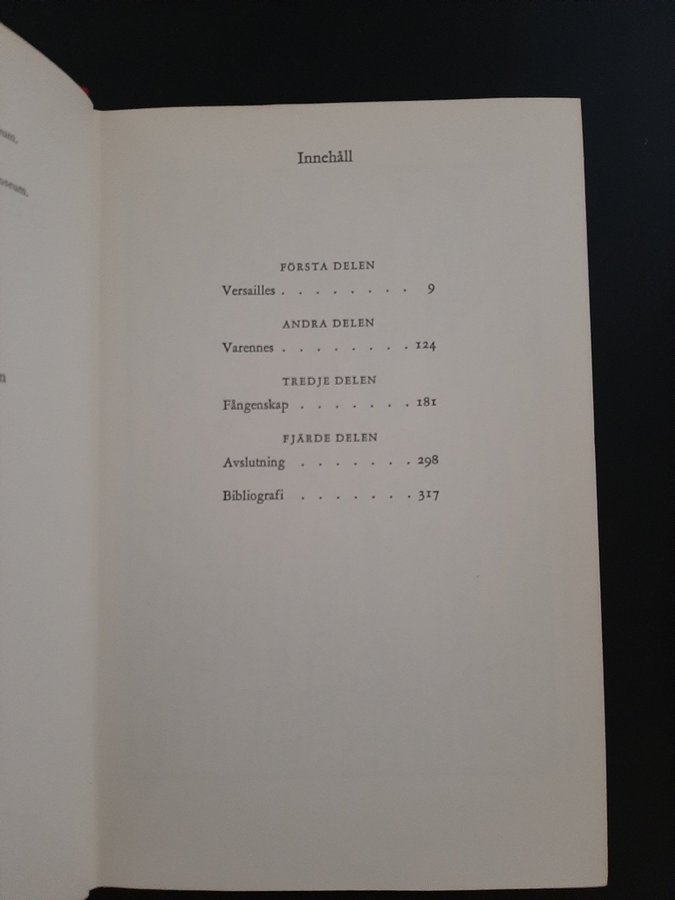 Innehåll
FÖRSTA DELEN
Versailles . . . . . . . . 9
ANDRA DELEN
Varennes . . . . . . . . 124
TREDJE DELEN
Fångenskap . . . . . . . 181
FJÄRDE DELEN
Avslutning . . . . . . . 298
Bibliografi . . . . . . . 317